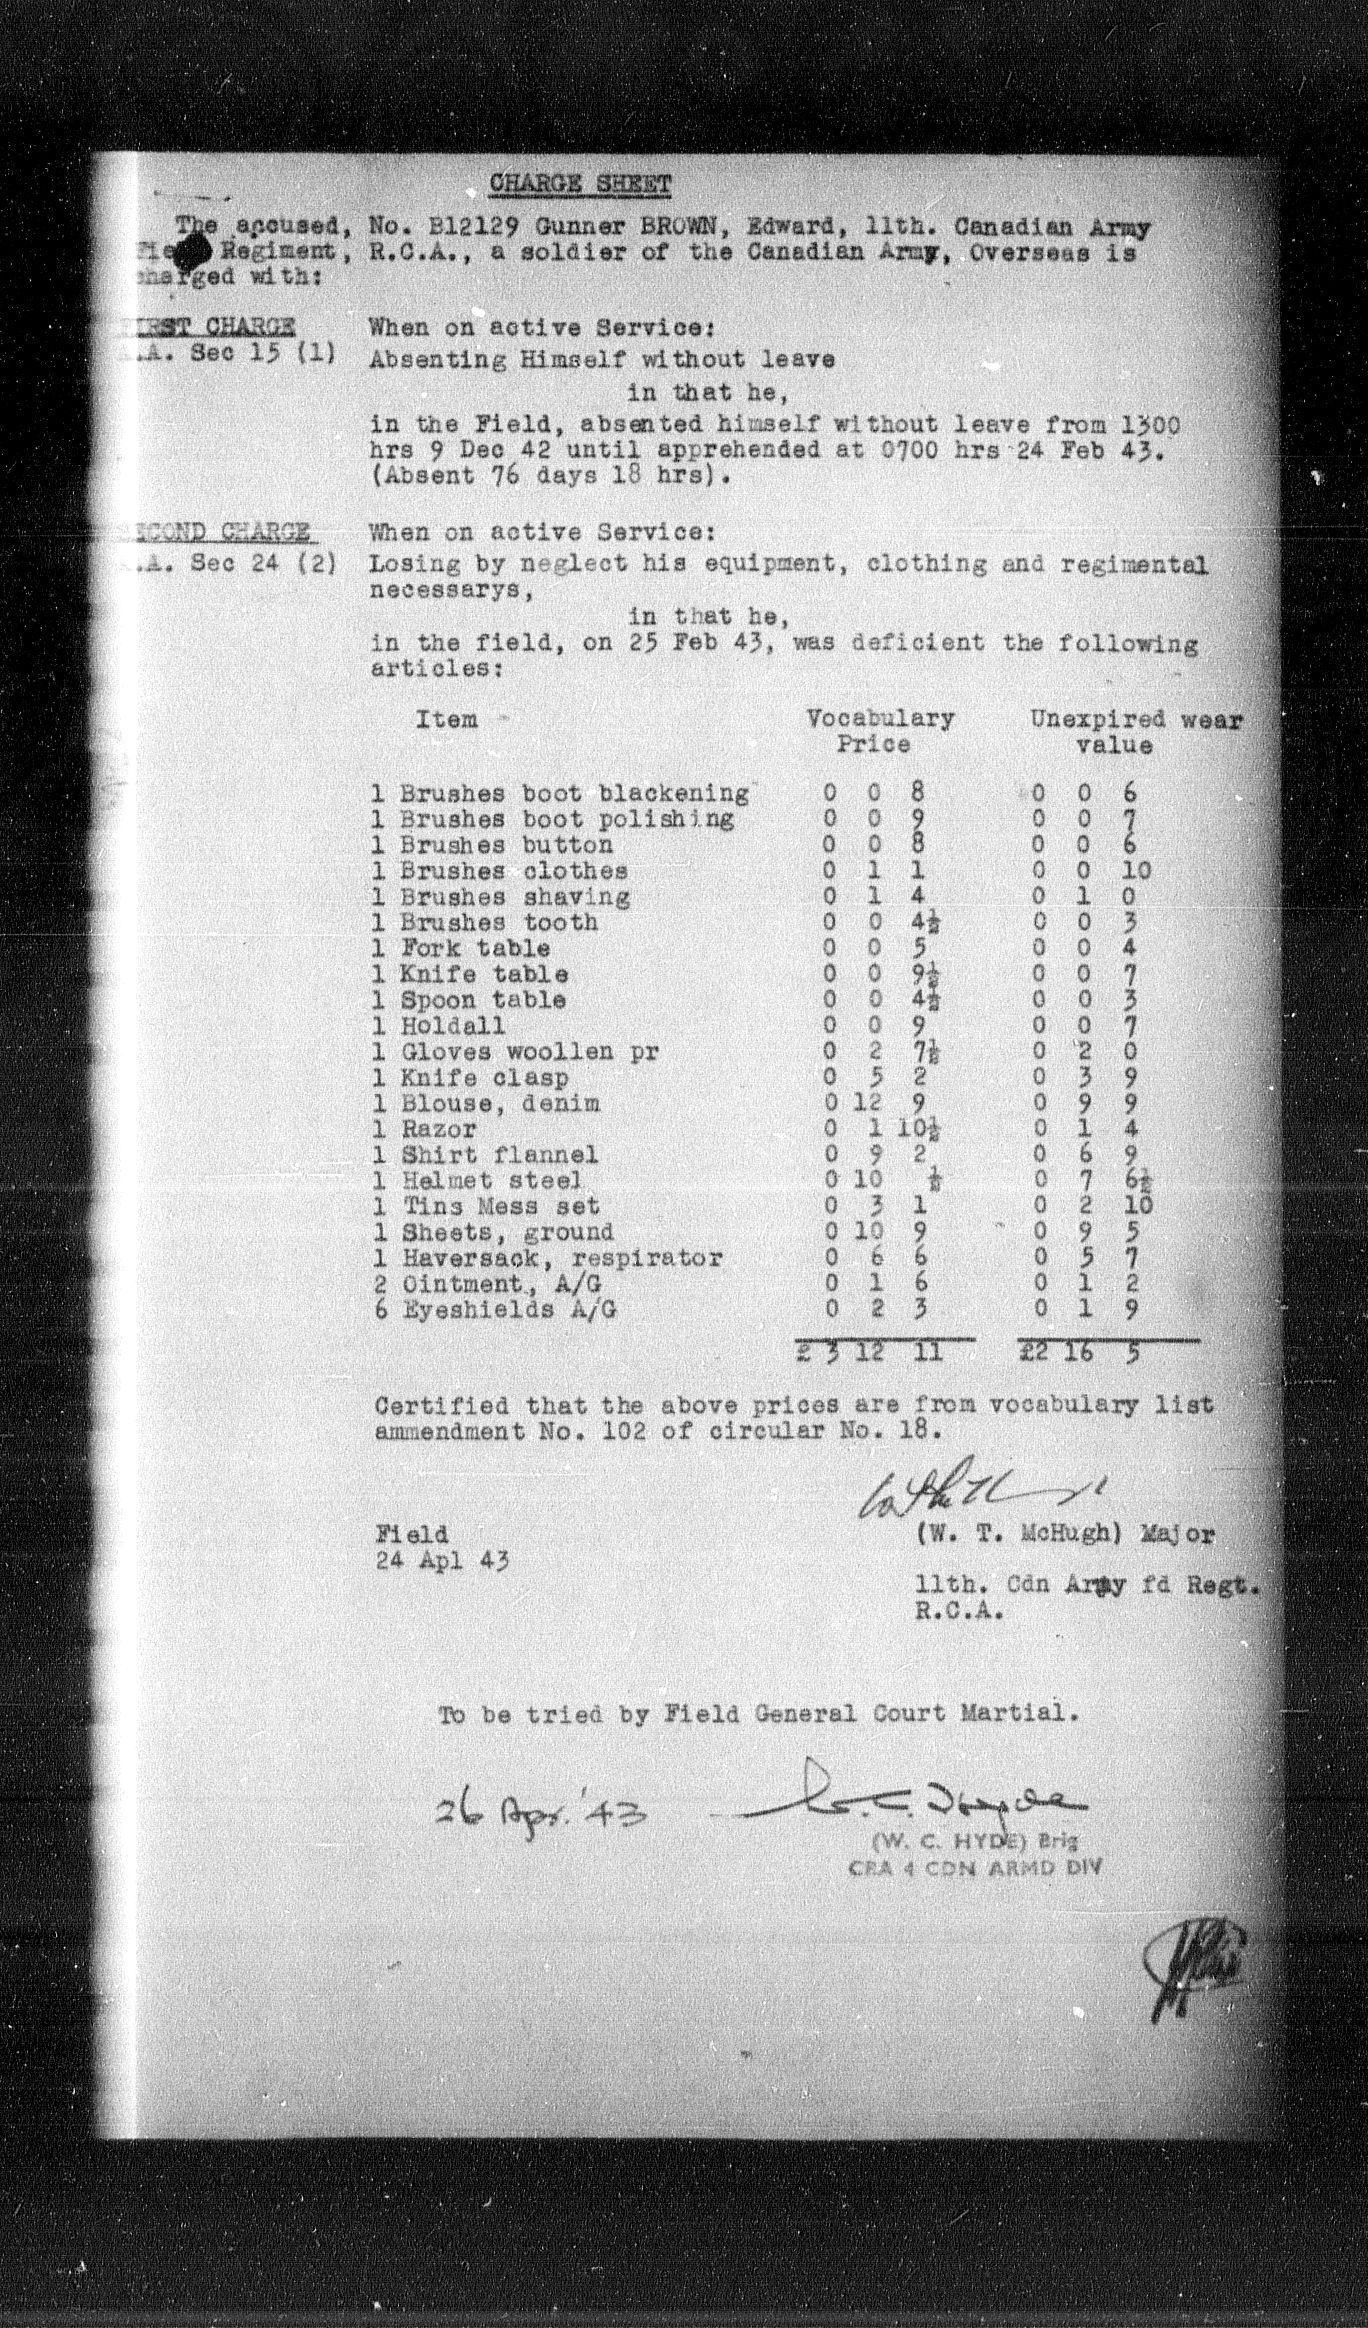 CHARGE SHEET
The accused, No. B12129 Gunner BROWN, Edward, 11th. Canadian Army
Regiment, R.C.A., a soldier of the Canadian Army, Overseas is
charged with:
FIRST CHARGE When on active Service:
A. Sec 15 (1) Absenting Himself without leave
in that he,
in the Field, absented himself without leave from 1300
hrs 9 Dec 42 until apprehended at 0700 hrs 24 Feb 43.
(Absent 76 days 18 hrs).
SECOND CHARGE When on active Service:
A. Sec 24 (2) Losing by neglect his equipment, clothing and regimental
necessarys,
in that he,
in the field, on 25 Feb 43, was deficient the following
articles:
Item Vocabulary Unexpired wear
Price value
1 Brushes boot blackening 0 0 8 0 0 6
1 Brushes boot polishing 0 0 9 0 0 7
1 Brushes button 0 0 8 0 0 6
1 Brushes clothes 0 1 1 0 0 10
1 Brushes shaving 0 1 4 0 1 0
1 Brushes tooth 0 0 4½ 0 0 3
1 Fork table 0 0 5 0 0 4
1 Knife table 0 0 9½ 0 0 7
1 Spoon table 0 0 4½ 0 0 3
1 Holdall 0 0 9 0 0 7
1 Gloves woollen pr 0 2 7½ 0 2 0
1 Knife clasp 0 5 2 0 3 9
1 Blouse, denim 0 12 9 0 9 9
1 Razor 0 1 10½ 0 1 4
1 Shirt flannel 0 9 2 0 6 9
1 Helmet steel 0 10 ½ 0 7 6½
1 Tins Mess set 0 3 1 0 2 10
1 Sheets, ground 0 10 9 0 9 5
1 Haversack, respirator 0 6 6 0 5 7
2 Ointment, A/G 0 1 6 0 1 2
6 Eyeshields A/G 0 2 3 0 1 9
£ 3 12 11 £2 16 5
Certified that the above prices are from vocabulary list
ammendment No. 102 of circular No. 18.
Field (W. T. McHugh) Major
24 Apl 43
11th. Cdn Army fd Regt.
R.C.A.
To be tried by Field General Court Martial.
26 Apr. '43 W. C. Hyde
(W. C. HYDE) Brig
CRA 4 CDN ARMD DIV